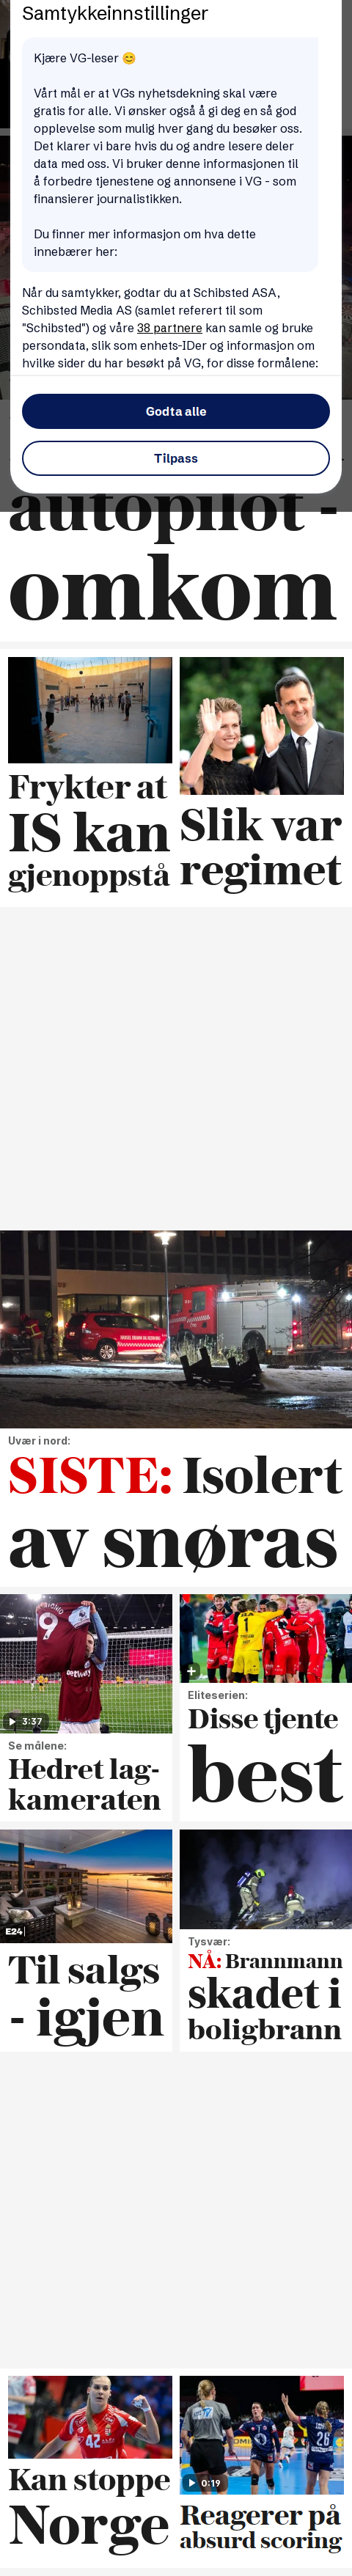 Samtykkeinnstillinger
Kjære VG-leser 😊
Vårt mål er at VGs nyhetsdekning skal være
gratis for alle. Vi ønsker også å gi deg en så god
opplevelse som mulig hver gang du besøker oss.
Det klarer vi bare hvis du og andre lesere deler
data med oss. Vi bruker denne informasjonen til
å forbedre tjenestene og annonsene i VG - som
finansierer journalistikken.
Du finner mer informasjon om hva dette
innebærer her:
Når du samtykker, godtar du at Schibsted ASA,
Schibsted Media AS (samlet referert til som
"Schibsted") og våre 38 partnere kan samle og bruke
persondata, slik som enhets-IDer og informasjon om
hvilke sider du har besøkt på VG, for disse formålene:
Godta alle
Tilpass
autopilot -
omkom
Frykter at
IS kan
gjenoppstå
Slik var
regimet
Uvær i nord:
SISTE: Isolert
av snøras
9
betway
3:37
Se målene:
Hedret lag-
kameraten
1
Eliteserien:
Disse tjente
best
E24
Til salgs
- igjen
Tysvær:
NÅ: Brannmann
skadet i
boligbrann
42
Kan stoppe
Norge
26
0:19
Reagerer på
absurd scoring